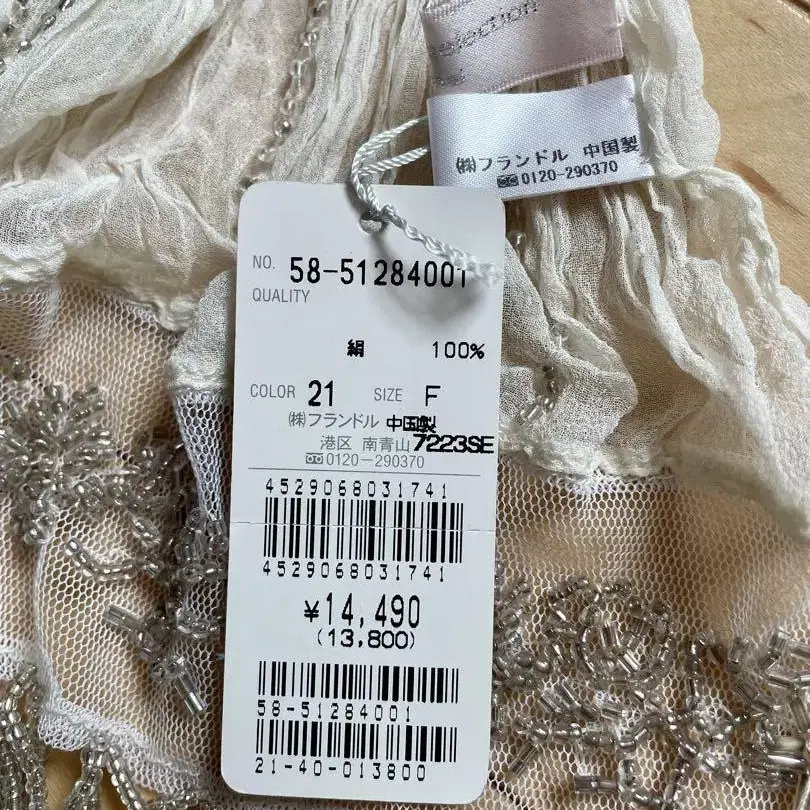 selection
㈱フランドル 中国製
0120-290370
NO. 58-51284001
QUALITY
絹 100%
COLOR 21 SIZE F
㈱フランドル 中国製
港区 南青山 7223SE
0120-290370
4529068031741
4529068031741
¥14,490
(13,800)
58-51284001
21-40-013800